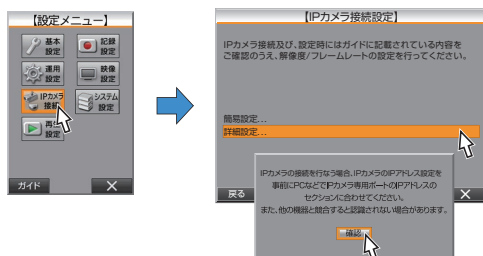 【設定メニュー】
基本
設定
記録
設定
運用
設定
映像
設定
IPカメラ
接続
システム
設定
再生
設定
ガイド
【IPカメラ接続設定】
IPカメラ接続及び、設定時にはガイドに記載されている内容を
ご確認のうえ、解像度/フレームレートの設定を行ってください。
簡易設定...
詳細設定...
戻る
IPカメラの接続を行なう場合、IPカメラのIPアドレス設定を
事前にPCなどでIPカメラ専用ポートのIPアドレスの
セクションに合わせてください。
また、他の機器と競合すると認識されない場合があります。
確認